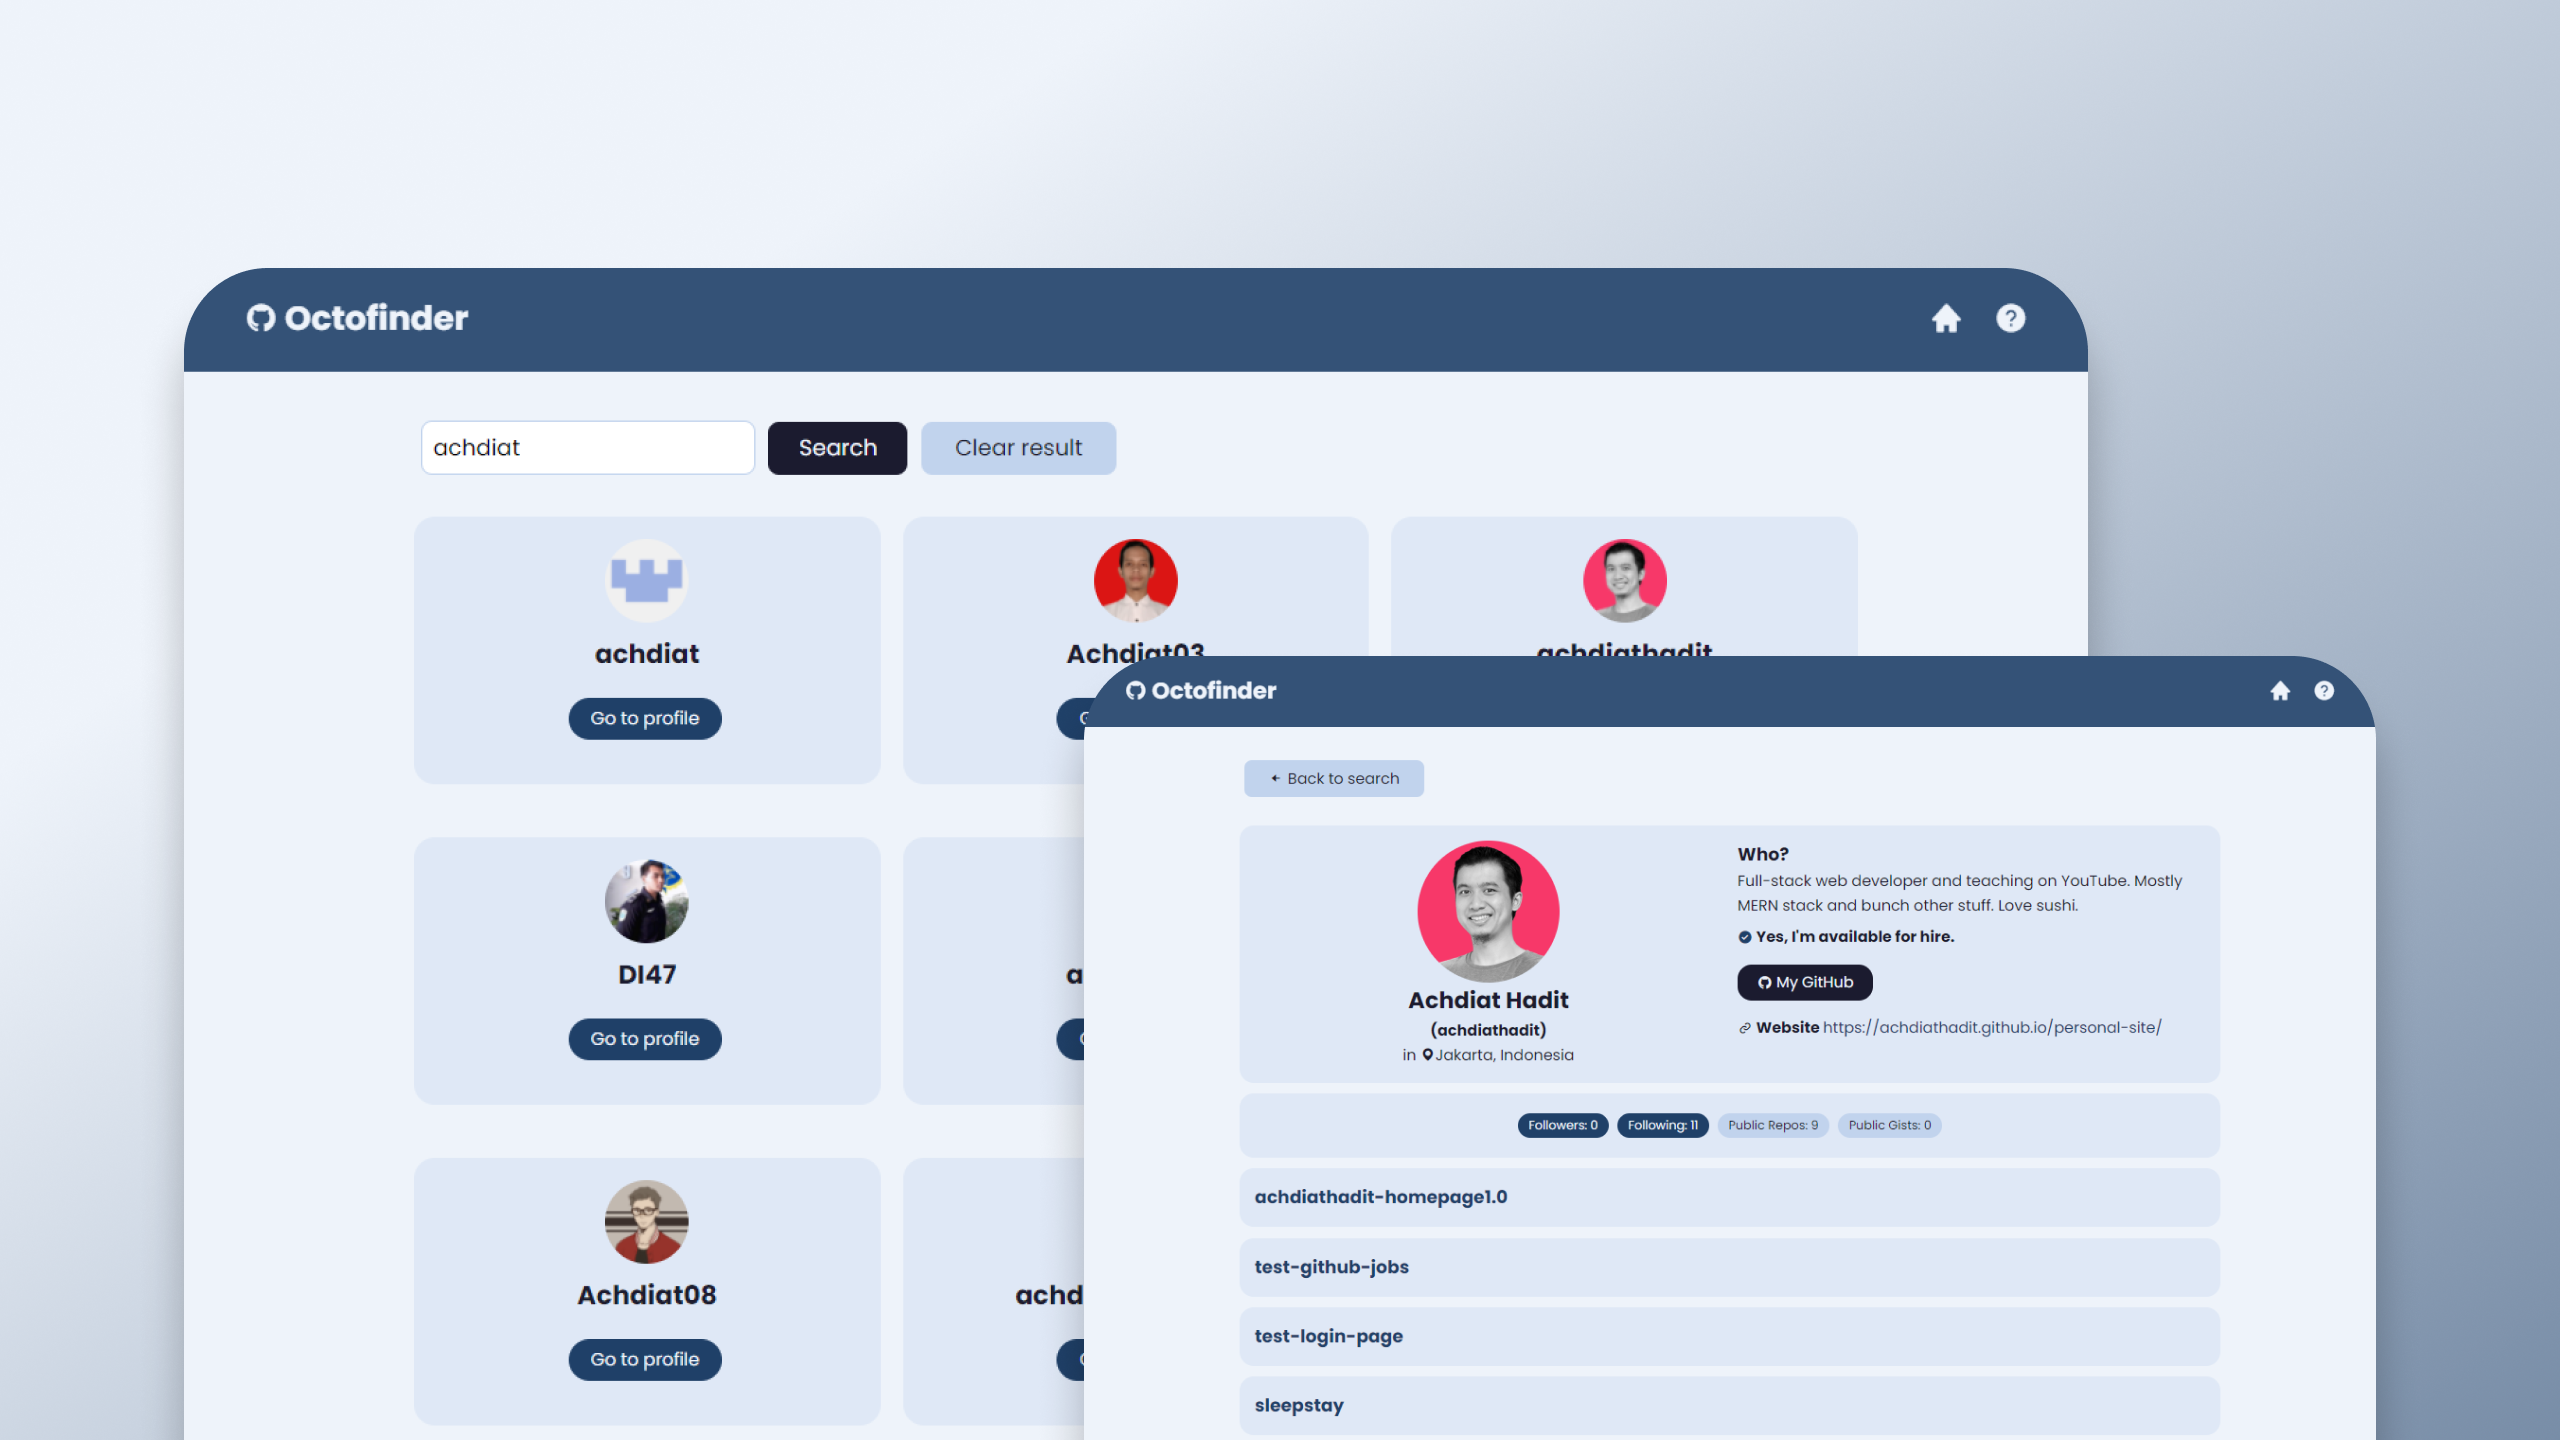 Octofinder
achdiat
Search
Clear result
achdiat
Achdiat03
achdiathadit
Go to profile
DI47
Go to profile
Achdiat08
achd
Go to profile
Octofinder
Back to search
Achdiat Hadit
(achdiathadit)
in Jakarta, Indonesia
Who?
Full-stack web developer and teaching on YouTube. Mostly
MERN stack and bunch other stuff. Love sushi.
Yes, I'm available for hire.
My GitHub
Website https://achdiathadit.github.io/personal-site/
Followers: 0
Following: 11
Public Repos: 9
Public Gists: 0
achdiathadit-homepage1.0
test-github-jobs
test-login-page
sleepstay